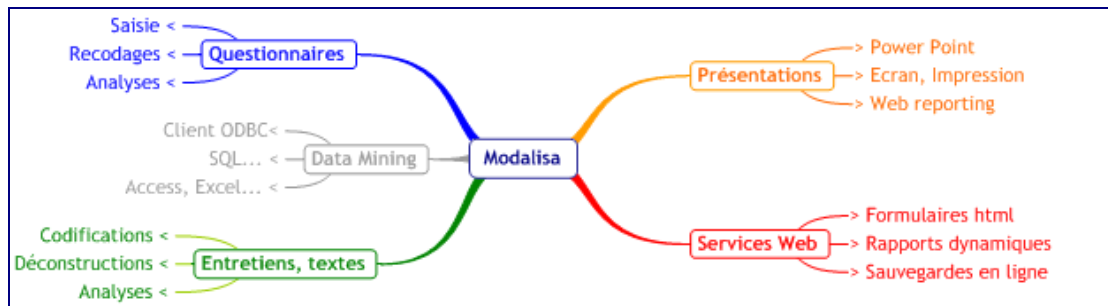 Saisie <
Recodages <
Questionnaires
Analyses <
Client ODBC<
SQL... <
Data Mining
Access, Excel... <
Codifications <
Déconstructions <
Entretiens, textes
Analyses <
Modalisa
> Power Point
Présentations
> Ecran, Impression
> Web reporting
> Formulaires html
Services Web
> Rapports dynamiques
> Sauvegardes en ligne